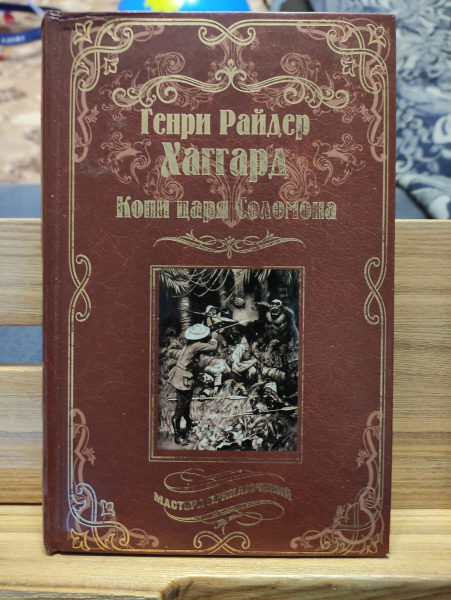 Генри Райдер
Хаггард
Копи царя Соломона
МАСТЕРА ПРИКЛЮЧЕНИЙ